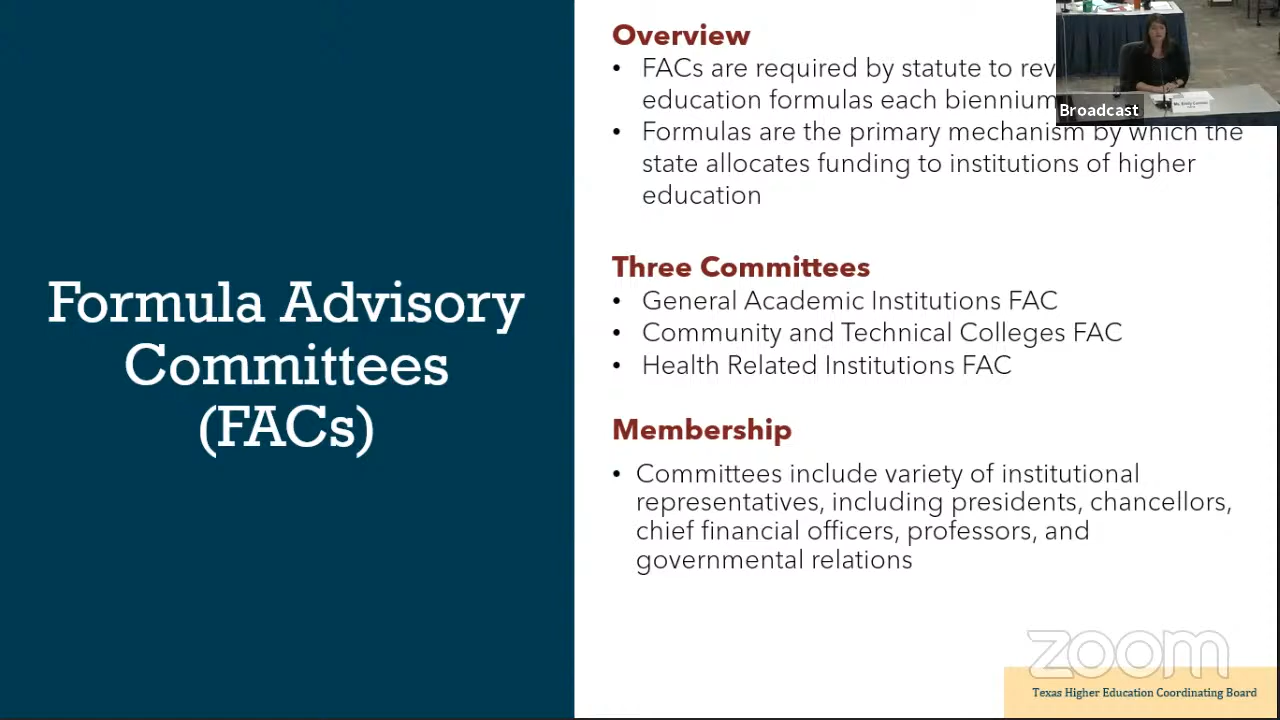 Formula Advisory
Committees
(FACs)
Overview
• FACs are required by statute to rev
education formulas each biennium
• Formulas are the primary mechanism by which the
state allocates funding to institutions of higher
education
Three Committees
• General Academic Institutions FAC
• Community and Technical Colleges FAC
• Health Related Institutions FAC
Membership
• Committees include variety of institutional
representatives, including presidents, chancellors,
chief financial officers, professors, and
governmental relations
Broadcast
zoom
Texas Higher Education Coordinating Board